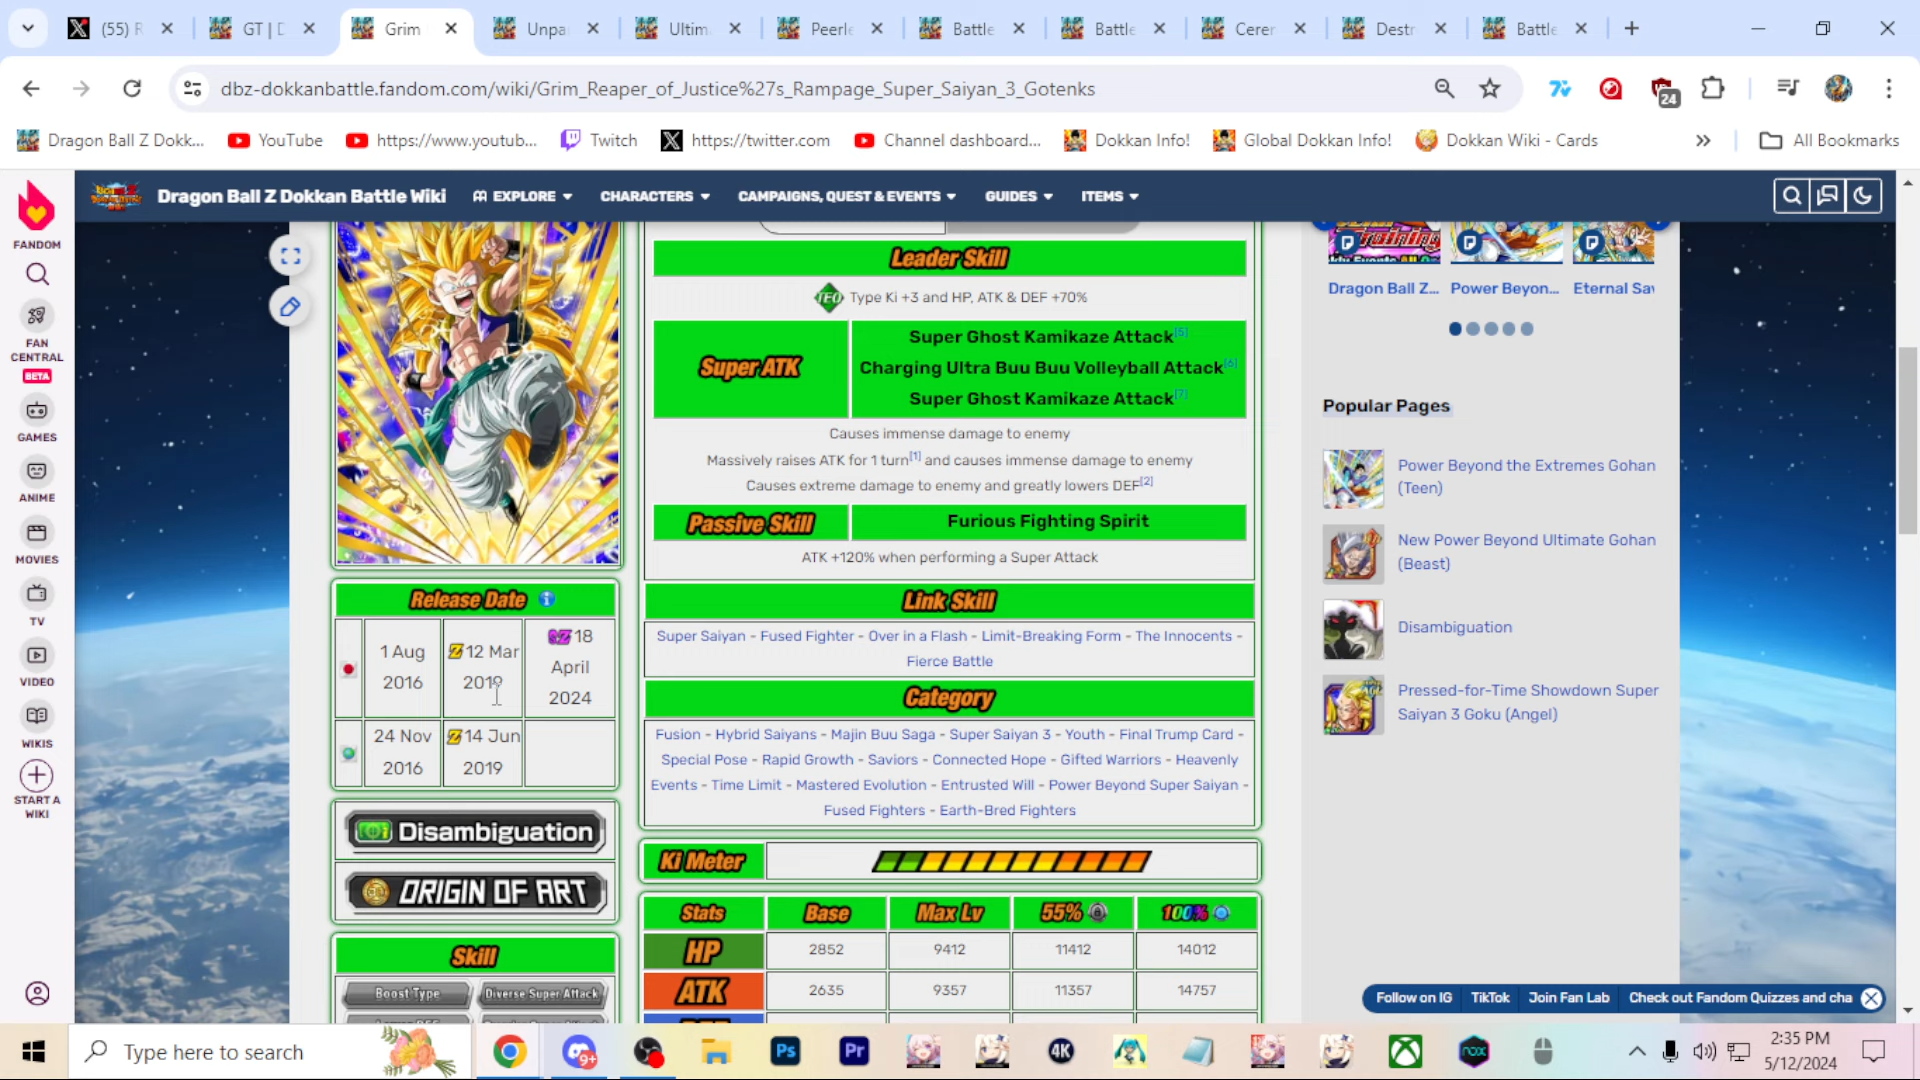 (55) R
GT | D
Grim
Unpa
Ultim
Peerle
Battle
Battle
Cerer
Destr
Battle
dbz-dokkanbattle.fandom.com/wiki/Grim_Reaper_of_Justice%27s_Rampage_Super_Saiyan_3_Gotenks
24
Dragon Ball Z Dokk...
YouTube
https://www.youtub...
Twitch
https://twitter.com
Channel dashboard...
Dokkan Info!
Global Dokkan Info!
Dokkan Wiki - Cards
All Bookmarks
Dragon Ball Z Dokkan Battle Wiki
EXPLORE
CHARACTERS
CAMPAIGNS, QUEST & EVENTS
GUIDES
ITEMS
FANDOM
FAN CENTRAL
BETA
GAMES
ANIME
MOVIES
TV
VIDEO
WIKIS
START A WIKI
Leader Skill
TEQ Type Ki +3 and HP, ATK & DEF +70%
Super ATK
Super Ghost Kamikaze Attack[5]
Charging Ultra Buu Buu Volleyball Attack[6]
Super Ghost Kamikaze Attack[7]
Causes immense damage to enemy
Massively raises ATK for 1 turn[1] and causes immense damage to enemy
Causes extreme damage to enemy and greatly lowers DEF[2]
Passive Skill
Furious Fighting Spirit
ATK +120% when performing a Super Attack
Link Skill
Super Saiyan - Fused Fighter - Over in a Flash - Limit-Breaking Form - The Innocents -
Fierce Battle
Category
Fusion - Hybrid Saiyans - Majin Buu Saga - Super Saiyan 3 - Youth - Final Trump Card -
Special Pose - Rapid Growth - Saviors - Connected Hope - Gifted Warriors - Heavenly
Events - Time Limit - Mastered Evolution - Entrusted Will - Power Beyond Super Saiyan -
Fused Fighters - Earth-Bred Fighters
Ki Meter
Stats
Base
Max Lv
55%
100%
HP
2852
9412
11412
14012
ATK
2635
9357
11357
14757
Release Date
1 Aug 2016
Z 12 Mar 2019
18 April 2024
24 Nov 2016
Z 14 Jun 2019
Disambiguation
ORIGIN OF ART
Skill
Boost Type
Diverse Super Attack
Training
Dragon Ball Z...
Power Beyon...
Eternal Sav
Popular Pages
Power Beyond the Extremes Gohan
(Teen)
New Power Beyond Ultimate Gohan
(Beast)
Disambiguation
Pressed-for-Time Showdown Super
Saiyan 3 Goku (Angel)
Follow on IG
TikTok
Join Fan Lab
Check out Fandom Quizzes and cha
Type here to search
9+
Ps
Pr
4K
nox
2:35 PM
5/12/2024